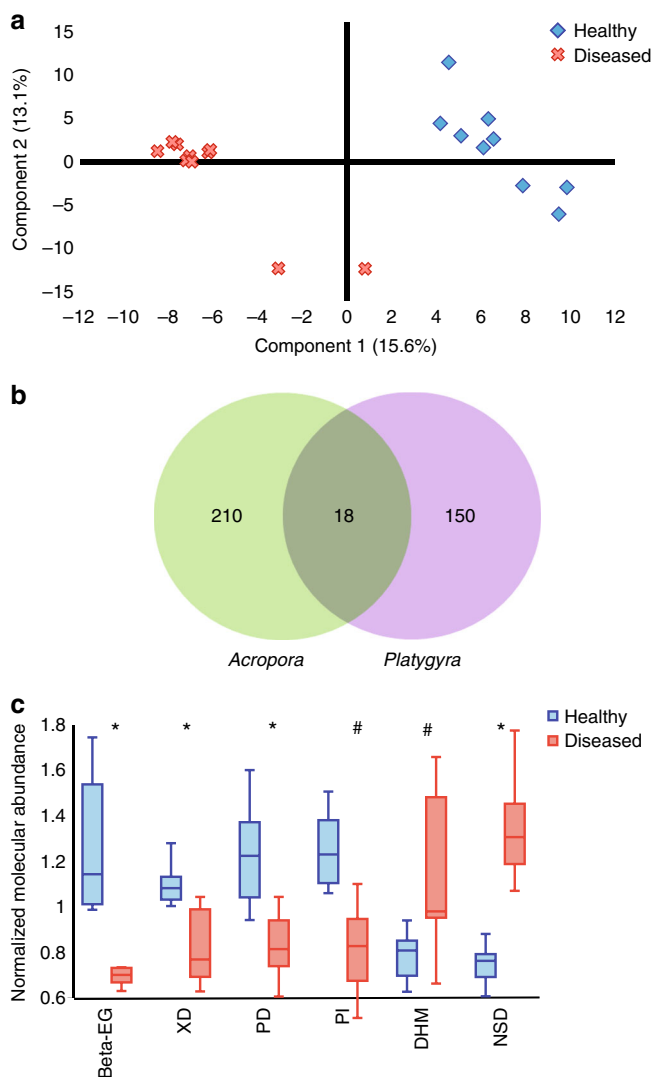 a
15
10
5
0
–5
–10
–15
Component 2 (13.1%)
Healthy
Diseased
–12 –10 –8 –6 –4 –2 0 2 4 6 8 10 12
Component 1 (15.6%)
b
210 18 150
Acropora Platygyra
c
Healthy
Diseased
1.8
1.6
1.4
1.2
1
0.8
0.6
Normalized molecular abundance
* * * # # *
Beta-EG XD PD PI DHM NSD